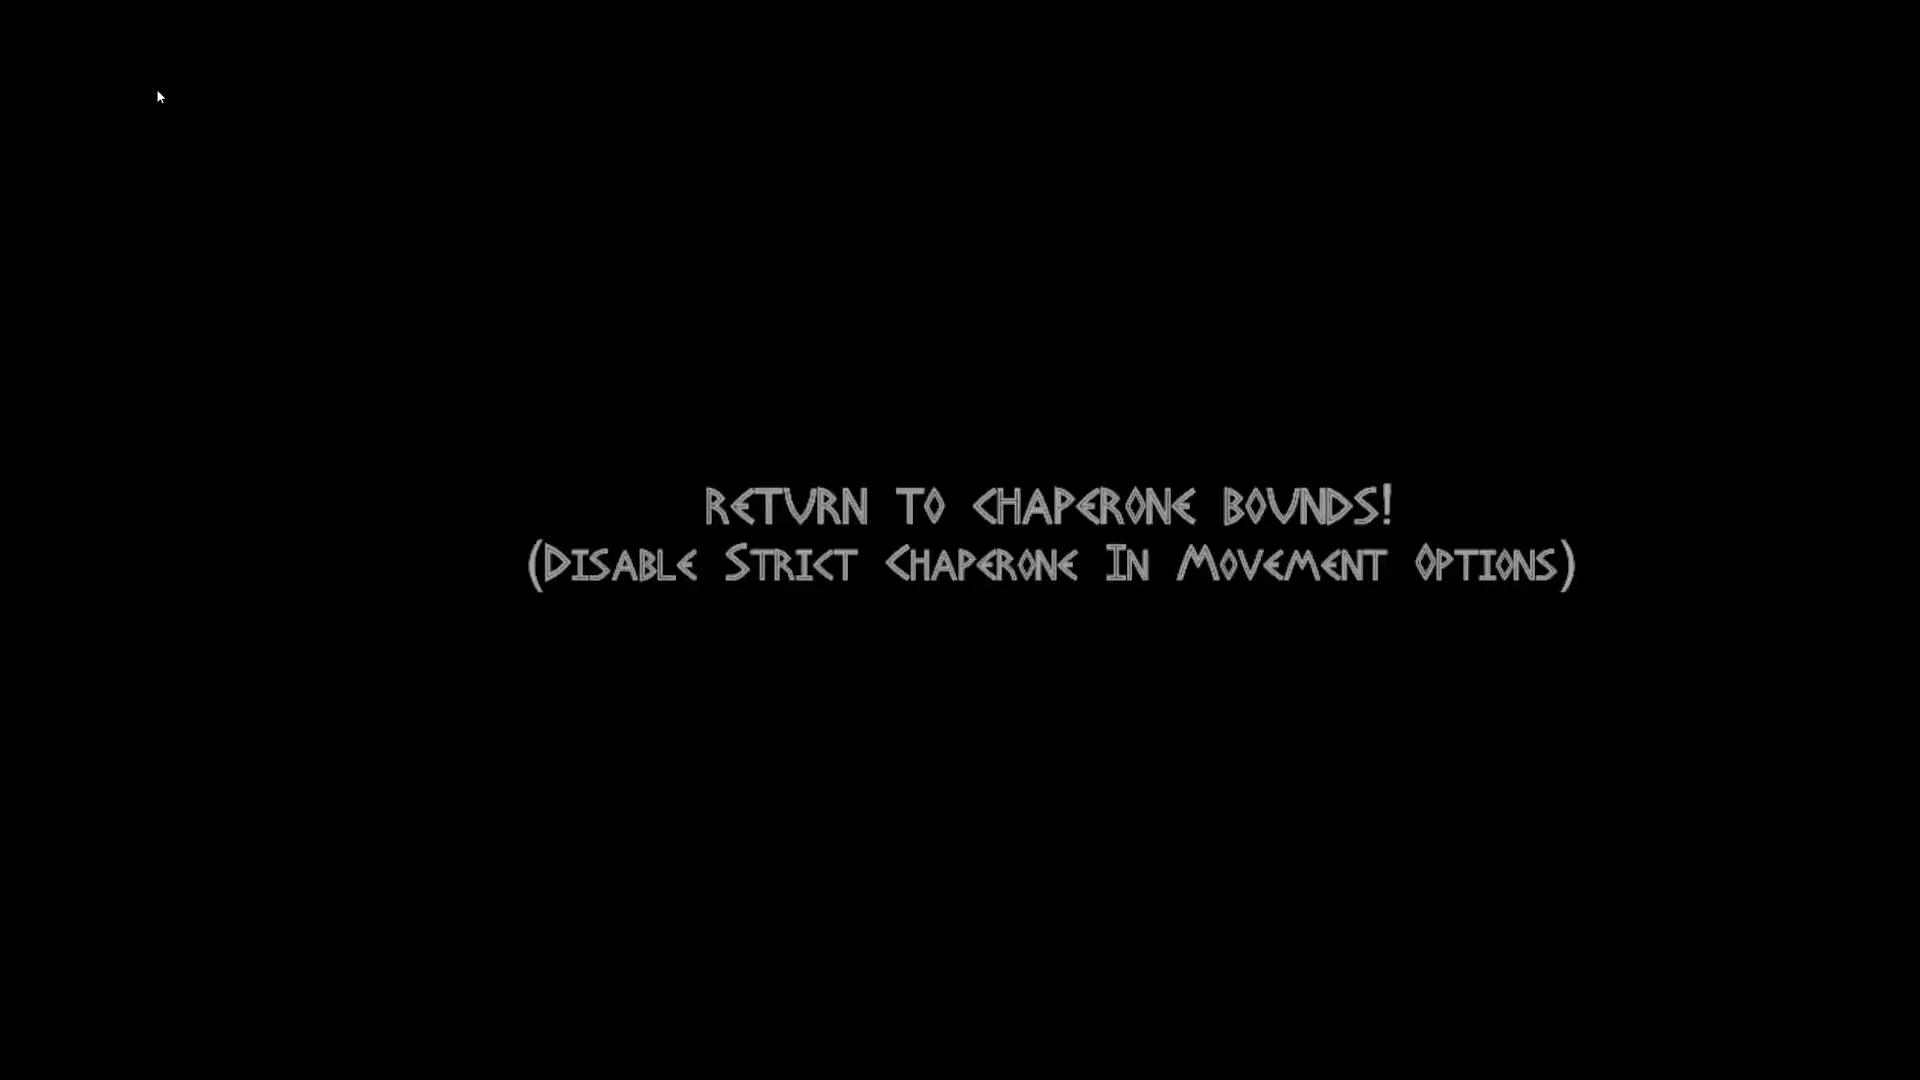 RETURN TO CHAPERONE BOUNDS!
(DISABLE STRICT CHAPERONE IN MOVEMENT OPTIONS)